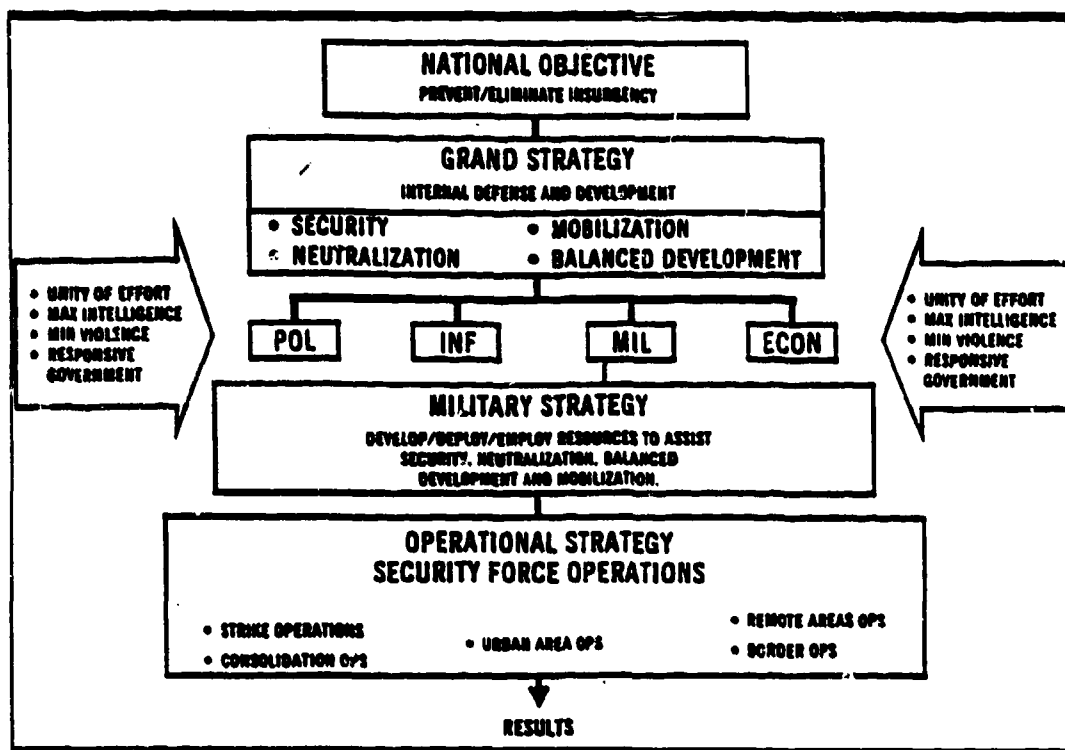 NATIONAL OBJECTIVE
PREVENT/ELIMINATE INSURGENCY
GRAND STRATEGY
INTERNAL DEFENSE AND DEVELOPMENT
• SECURITY
• MOBILIZATION
• NEUTRALIZATION
• BALANCED DEVELOPMENT
• UNITY OF EFFORT
• MAX INTELLIGENCE
• MIN VIOLENCE
• RESPONSIVE
GOVERNMENT
POL
INF
MIL
ECON
• UNITY OF EFFORT
• MAX INTELLIGENCE
• MIN VIOLENCE
• RESPONSIVE
GOVERNMENT
MILITARY STRATEGY
DEVELOP/DEPLOY/EMPLOY RESOURCES TO ASSIST
SECURITY, NEUTRALIZATION, BALANCED
DEVELOPMENT AND MOBILIZATION.
OPERATIONAL STRATEGY
SECURITY FORCE OPERATIONS
• STRIKE OPERATIONS
• CONSOLIDATION OPS
• URBAN AREA OPS
• REMOTE AREAS OPS
• BORDER OPS
RESULTS